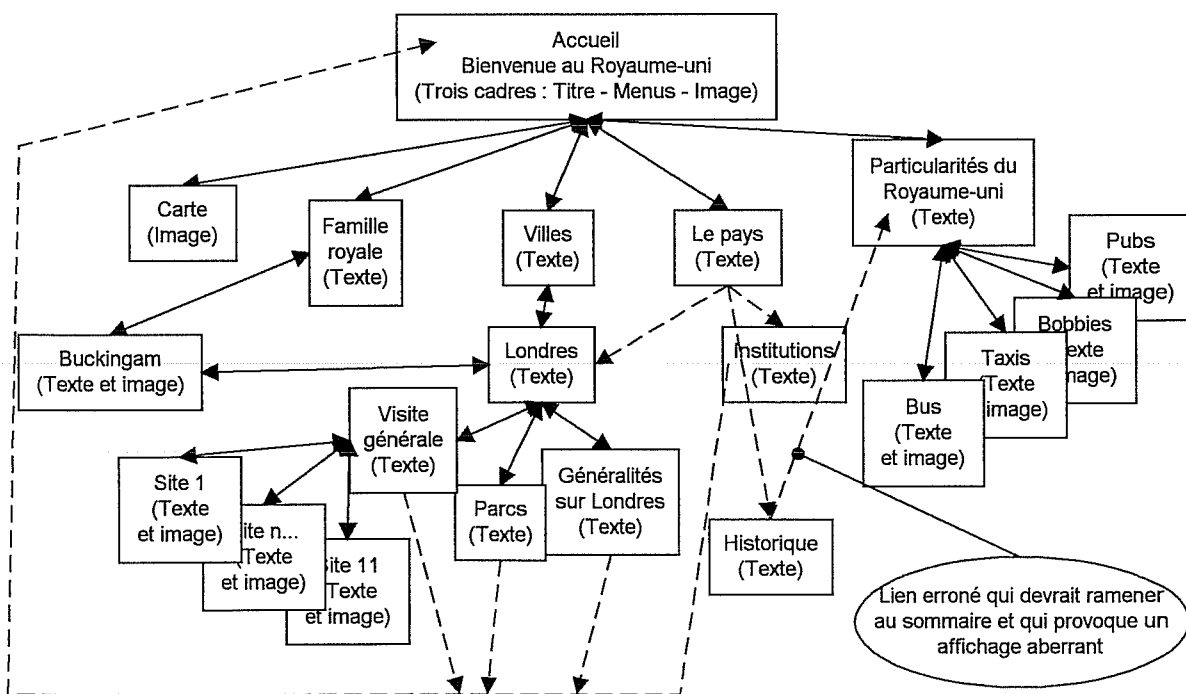 Accueil
Bienvenue au Royaume-uni
(Trois cadres : Titre - Menus - Image)
Carte
(Image)
Famille
royale
(Texte)
Villes
(Texte)
Le pays
(Texte)
Particularités du
Royaume-uni
(Texte)
Pubs
(Texte
et image)
Bobbies
Texte
image)
Taxis
(Texte
image)
Bus
(Texte
et image)
Buckingam
(Texte et image)
Londres
(Texte)
Institutions
(Texte)
Visite
générale
(Texte)
Parcs
(Texte)
Généralités
sur Londres
(Texte)
Site 1
(Texte
et image)
ite n...
(Texte
et image)
Site 11
(Texte
et image)
Historique
(Texte)
Lien erroné qui devrait ramener
au sommaire et qui provoque un
affichage aberrant